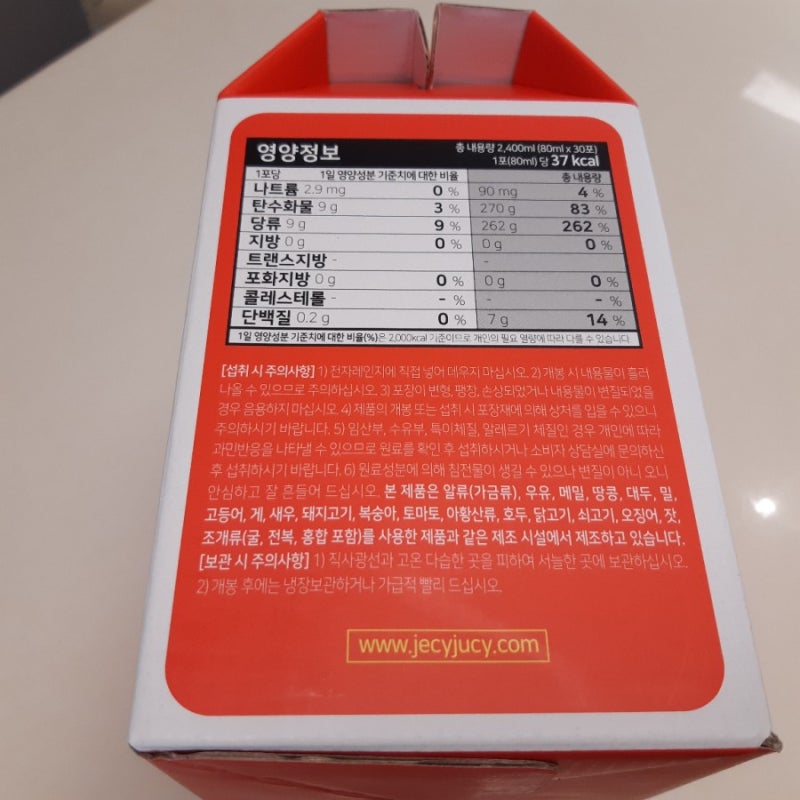 영양정보 총 내용량 2,400ml (80ml x 30포)
1포(80ml) 당 37 kcal
1포당 1일 영양성분 기준치에 대한 비율 총 내용량
나트륨 2.9 mg 0 % 90 mg 4 %
탄수화물 9 g 3 % 270 g 83 %
당류 9 g 9 % 262 g 262 %
지방 0 g 0 % 0 g 0 %
트랜스지방 - -
포화지방 0 g 0 % 0 g 0 %
콜레스테롤 - - % - - %
단백질 0.2 g 0 % 7 g 14 %
1일 영양성분 기준치에 대한 비율(%)은 2,000kcal 기준이므로 개인의 필요 열량에 따라 다를 수 있습니다.
[섭취 시 주의사항] 1) 전자레인지에 직접 넣어 데우지 마십시오. 2) 개봉 시 내용물이 흘러
나올 수 있으므로 주의하십시오. 3) 포장이 변형, 팽창, 손상되었거나 내용물이 변질되었을
경우 음용하지 마십시오. 4) 제품의 개봉 또는 섭취 시 포장재에 의해 상처를 입을 수 있으니
주의하시기 바랍니다. 5) 임산부, 수유부, 특이체질, 알레르기 체질인 경우 개인에 따라
과민반응을 나타낼 수 있으므로 원료를 확인 후 섭취하시거나 소비자 상담실에 문의하신
후 섭취하시기 바랍니다. 6) 원료성분에 의해 침전물이 생길 수 있으나 변질이 아니 오니
안심하고 잘 흔들어 드십시오. 본 제품은 알류(가금류), 우유, 메밀, 땅콩, 대두, 밀,
고등어, 게, 새우, 돼지고기, 복숭아, 토마토, 아황산류, 호두, 닭고기, 쇠고기, 오징어, 잣,
조개류(굴, 전복, 홍합 포함)를 사용한 제품과 같은 제조 시설에서 제조하고 있습니다.
[보관 시 주의사항] 1) 직사광선과 고온 다습한 곳을 피하여 서늘한 곳에 보관하십시오.
2) 개봉 후에는 냉장보관하거나 가급적 빨리 드십시오.
www.jecyjucy.com